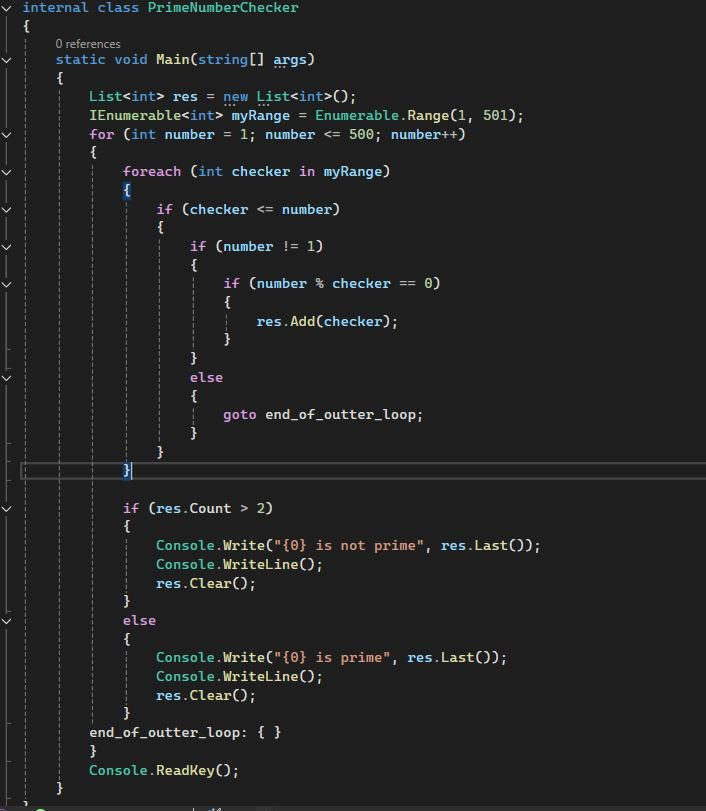 internal class PrimeNumberChecker
{
0 references
static void Main(string[] args)
{
List<int> res = new List<int>();
IEnumerable<int> myRange = Enumerable.Range(1, 501);
for (int number = 1; number <= 500; number++)
{
foreach (int checker in myRange)
{
if (checker <= number)
{
if (number != 1)
{
if (number % checker == 0)
{
res.Add(checker);
}
}
else
{
goto end_of_outter_loop;
}
}
}
if (res.Count > 2)
{
Console.Write("{0} is not prime", res.Last());
Console.WriteLine();
res.Clear();
}
else
{
Console.Write("{0} is prime", res.Last());
Console.WriteLine();
res.Clear();
}
end_of_outter_loop: { }
}
Console.ReadKey();
}
}